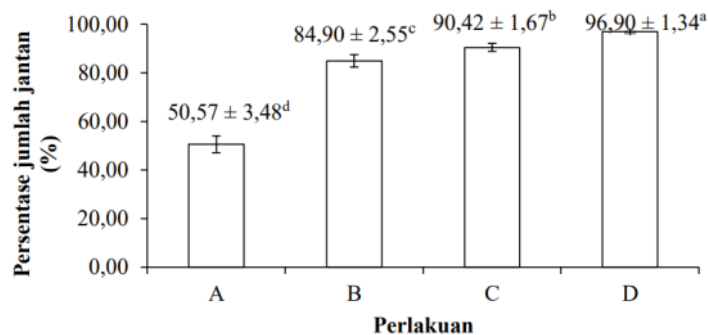 Persentase jumlah jantan
(%)
100,00
80,00
60,00
40,00
20,00
0,00
50,57 ± 3,48ᵈ
84,90 ± 2,55ᶜ
90,42 ± 1,67ᵇ
96,90 ± 1,34ᵃ
A B C D
Perlakuan